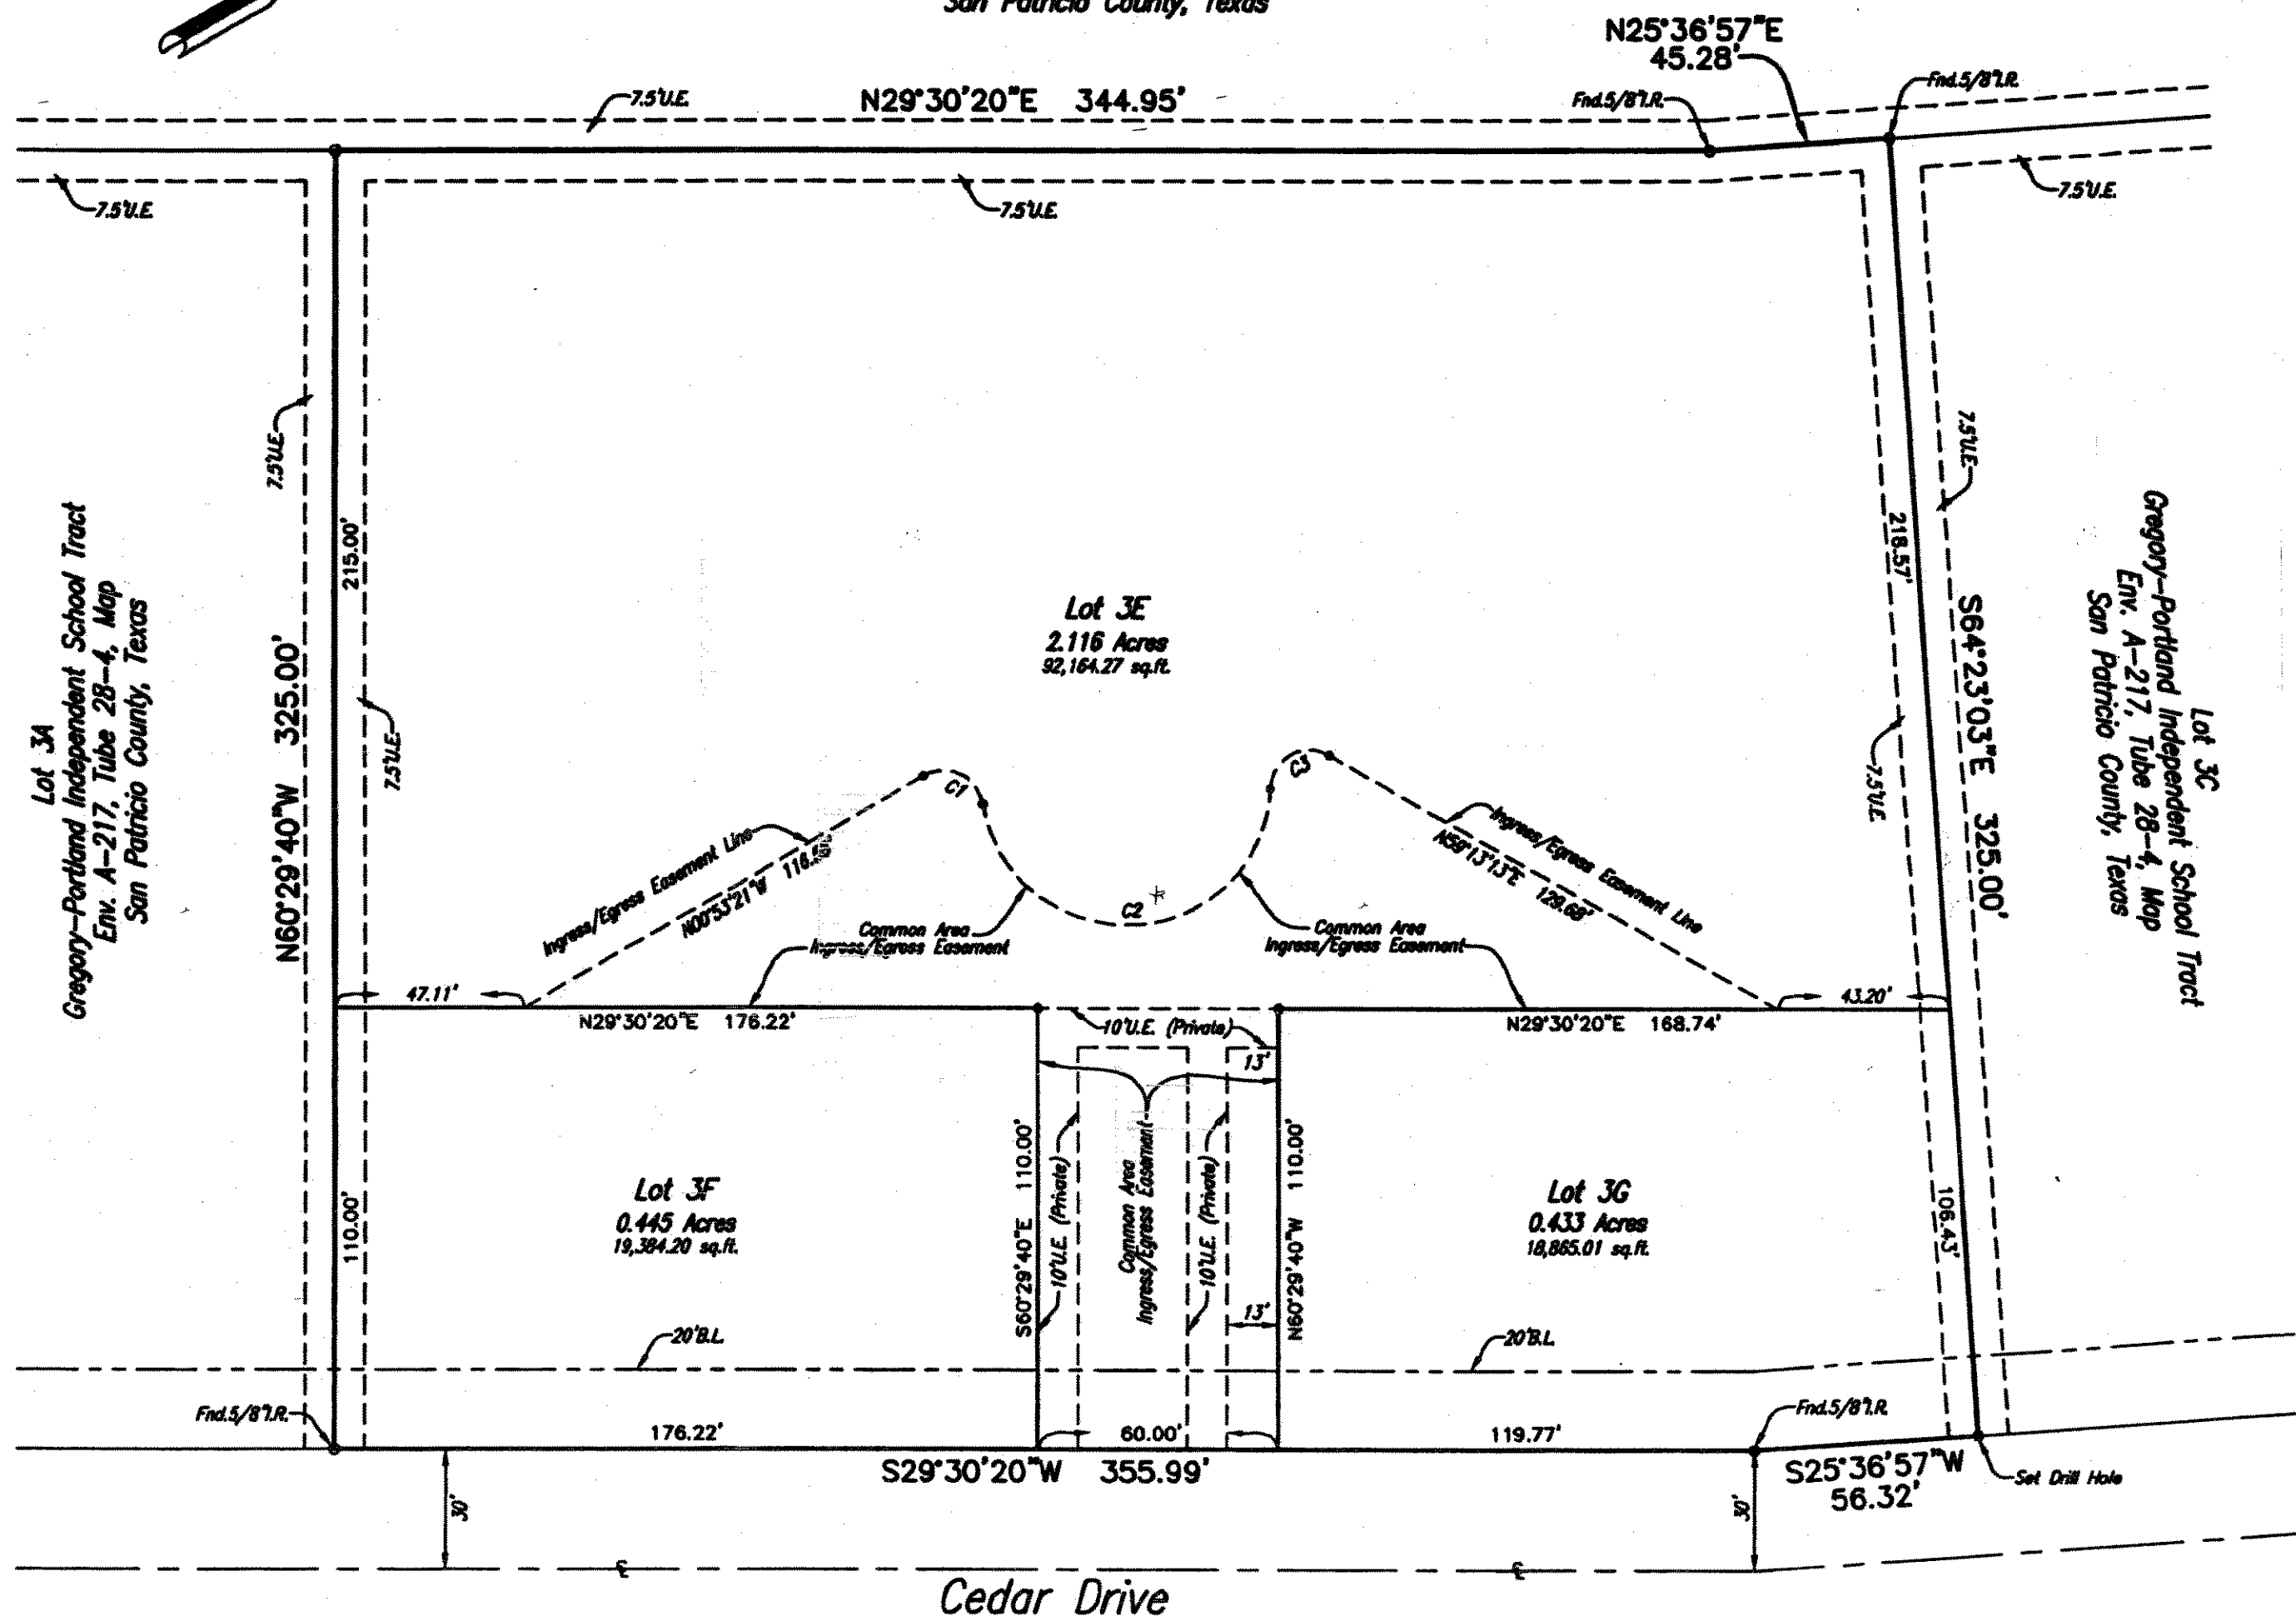 San Patricio County, Texas
N25°36'57"E
45.28'
7.5'U.E.
N29°30'20"E 344.95'
Fnd.5/8"I.R.
Fnd.5/8"I.R.
7.5'U.E.
7.5'U.E.
7.5'U.E.
7.5'U.E.
215.00'
N60°29'40"W 325.00'
7.5'U.E.
Lot 3A
Gregory-Portland Independent School Tract
Env. A-217, Tube 28-4, Map
San Patricio County, Texas
Lot 3E
2.116 Acres
92,164.27 sq.ft.
7.5'U.E.
218.57'
S64°23'03"E 325.00'
7.5'U.E.
Lot 3C
Gregory-Portland Independent School Tract
Env. A-217, Tube 28-4, Map
San Patricio County, Texas
C1
C3
C2
Ingress/Egress Easement Line
N00°53'21"W
Ingress/Egress Easement Line
N59°13'13"E 129.68'
Common Area
Ingress/Egress Easement
Common Area
Ingress/Egress Easement
47.11'
43.20'
N29°30'20"E 176.22'
10'U.E. (Private)
N29°30'20"E 168.74'
13'
110.00'
Lot 3F
0.445 Acres
19,384.20 sq.ft.
S60°29'40"E 110.00'
10'U.E. (Private)
Common Area
Ingress/Egress Easement
10'U.E. (Private)
13'
N60°29'40"W 110.00'
Lot 3G
0.433 Acres
18,865.01 sq.ft.
106.43'
20'B.L.
20'B.L.
Fnd.5/8"I.R.
Fnd.5/8"I.R.
176.22'
60.00'
119.77'
S29°30'20"W 355.99'
S25°36'57"W
56.32'
Set Drill Hole
30'
30'
Cedar Drive